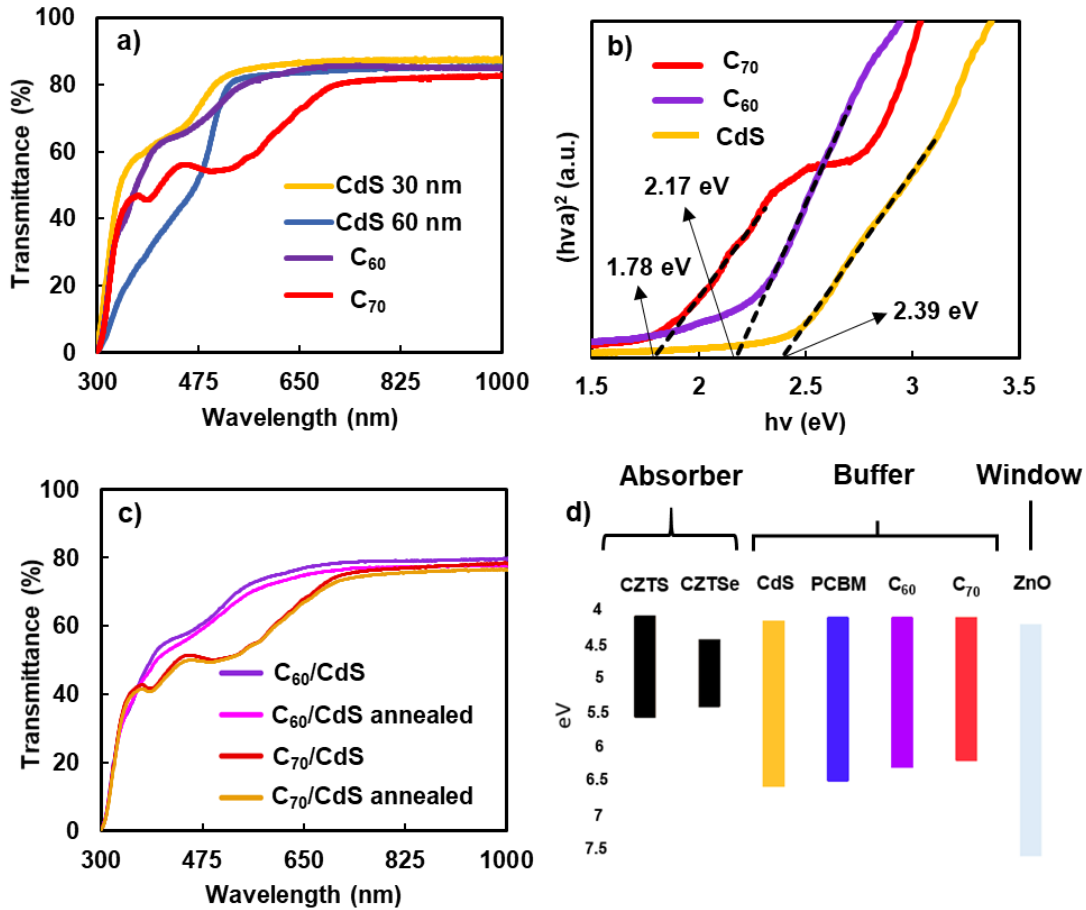 a)
100
80
60
40
20
0
Transmittance (%)
CdS 30 nm
CdS 60 nm
C₆₀
C₇₀
300 475 650 825 1000
Wavelength (nm)
b)
C₇₀
C₆₀
CdS
(hνa)² (a.u.)
2.17 eV
1.78 eV
2.39 eV
1.5 2 2.5 3 3.5
hν (eV)
c)
100
80
60
40
20
0
Transmittance (%)
C₆₀/CdS
C₆₀/CdS annealed
C₇₀/CdS
C₇₀/CdS annealed
300 475 650 825 1000
Wavelength (nm)
Absorber Buffer Window
d)
CZTS CZTSe CdS PCBM C₆₀ C₇₀ ZnO
4
4.5
5
5.5
6
6.5
7
7.5
eV